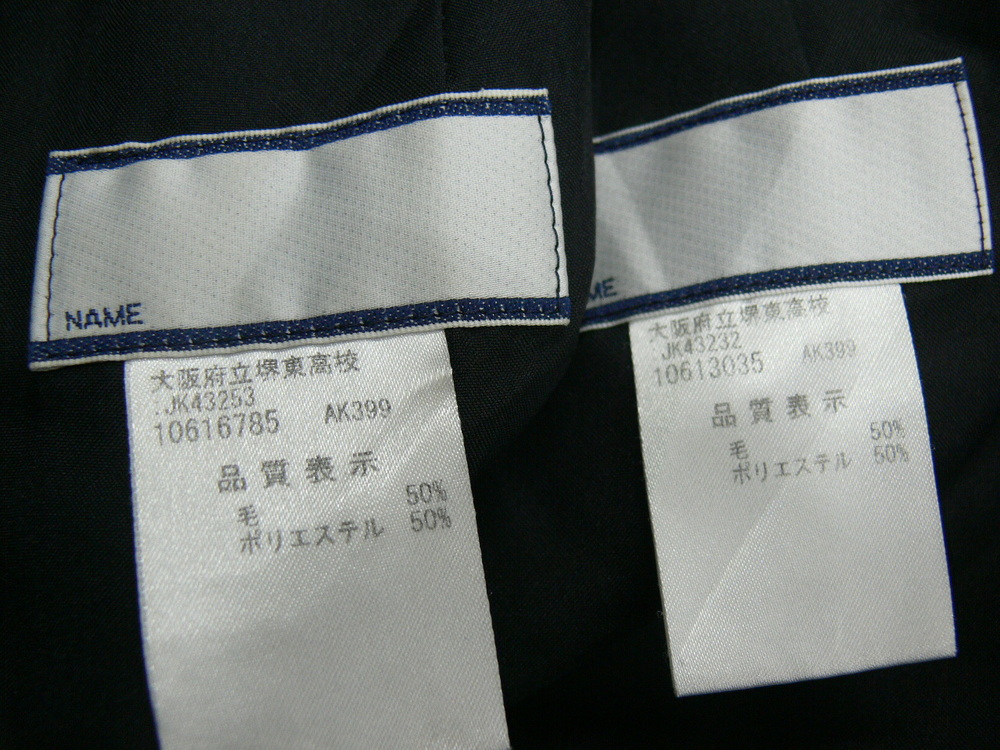 NAME
大阪府立堺東高校
.JK43253
10616785 AK399
品質表示
毛 50%
ポリエステル 50%
ME
大阪府立堺東高校
.JK43232
10613035 AK399
品質表示
毛 50%
ポリエステル 50%